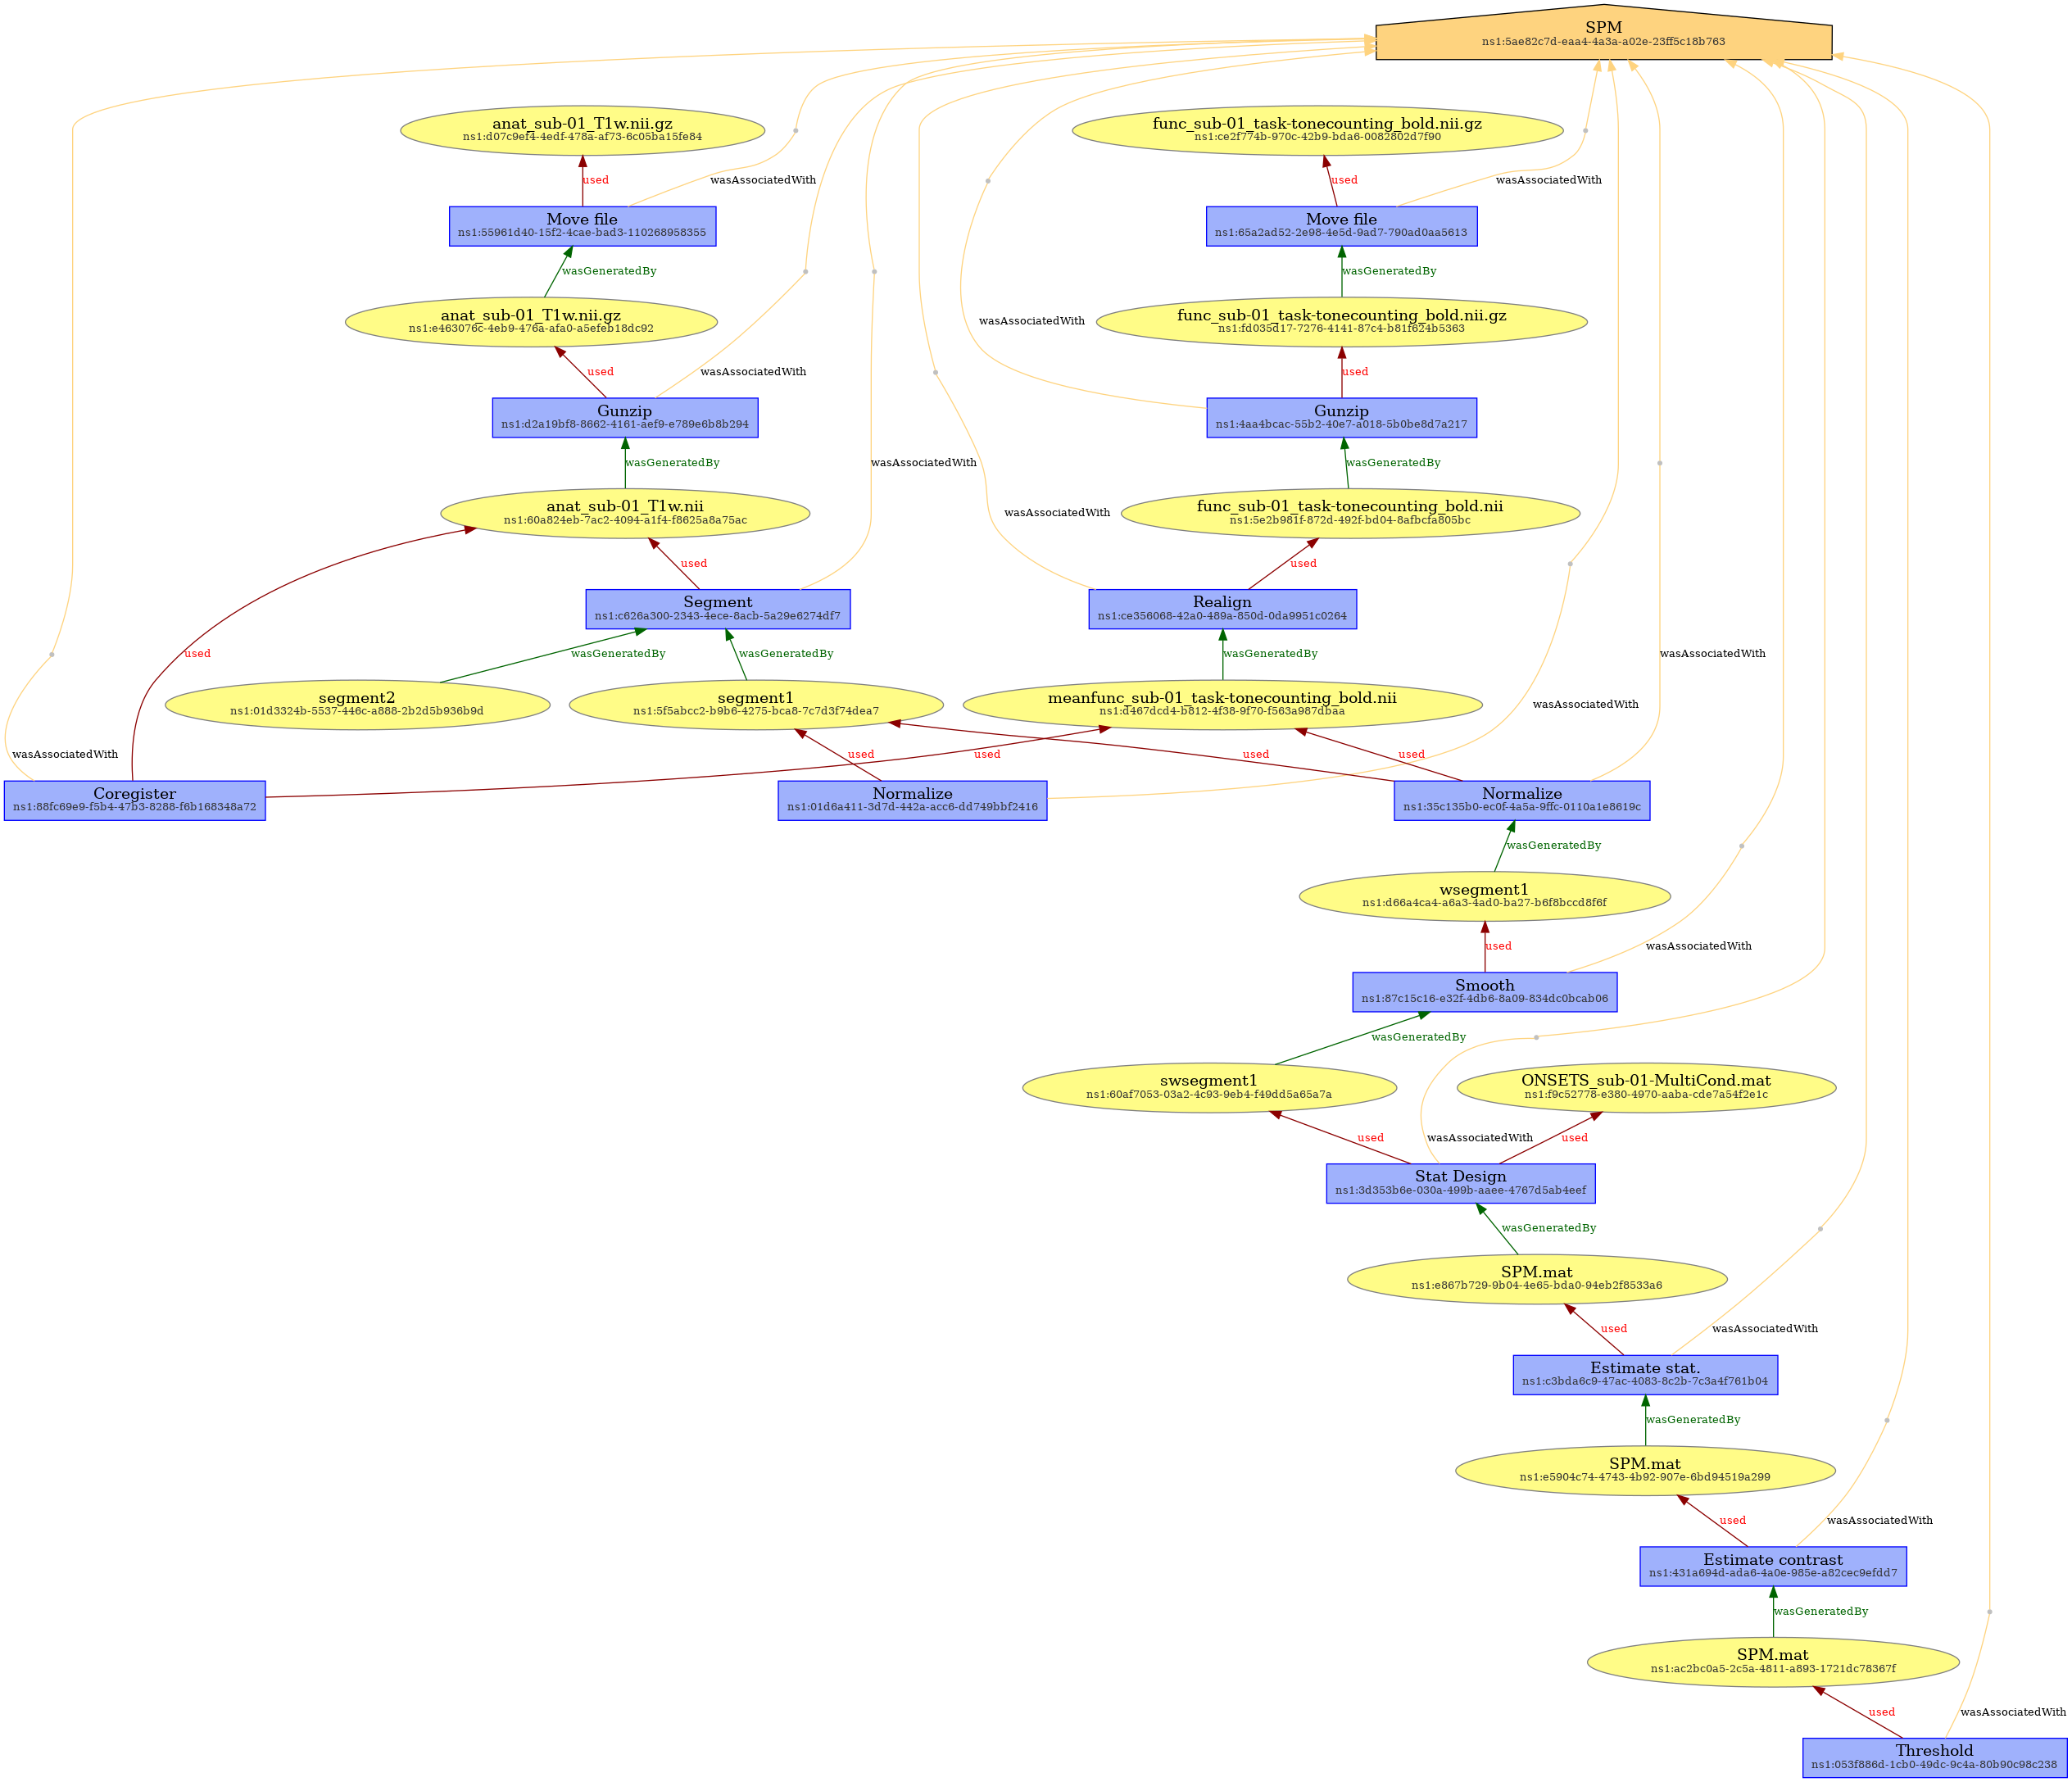 SPM
ns1:5ae82c7d-eaa4-4a3a-a02e-23ff5c18b763
anat_sub-01_T1w.nii.gz
ns1:d07c9ef4-4edf-478a-af73-6c05ba15fe84
func_sub-01_task-tonecounting_bold.nii.gz
ns1:ce2f774b-970c-42b9-bda6-0082802d7f90
used
wasAssociatedWith
used
wasAssociatedWith
Move file
ns1:55961d40-15f2-4cae-bad3-110268958355
Move file
ns1:65a2ad52-2e98-4e5d-9ad7-790ad0aa5613
wasGeneratedBy
wasGeneratedBy
anat_sub-01_T1w.nii.gz
ns1:e463076c-4eb9-476a-afa0-a5efeb18dc92
wasAssociatedWith
func_sub-01_task-tonecounting_bold.nii.gz
ns1:fd035d17-7276-4141-87c4-b81f624b5363
used
wasAssociatedWith
used
Gunzip
ns1:d2a19bf8-8662-4161-aef9-e789e6b8b294
Gunzip
ns1:4aa4bcac-55b2-40e7-a018-5b0be8d7a217
wasGeneratedBy
wasAssociatedWith
wasGeneratedBy
anat_sub-01_T1w.nii
ns1:60a824eb-7ac2-4094-a1f4-f8625a8a75ac
wasAssociatedWith
func_sub-01_task-tonecounting_bold.nii
ns1:5e2b981f-872d-492f-bd04-8afbcfa805bc
used
used
Segment
ns1:c626a300-2343-4ece-8acb-5a29e6274df7
Realign
ns1:ce356068-42a0-489a-850d-0da9951c0264
used
wasGeneratedBy
wasGeneratedBy
wasGeneratedBy
wasAssociatedWith
segment2
ns1:01d3324b-5537-446c-a888-2b2d5b936b9d
segment1
ns1:5f5abcc2-b9b6-4275-bca8-7c7d3f74dea7
meanfunc_sub-01_task-tonecounting_bold.nii
ns1:d467dcd4-b812-4f38-9f70-f563a987dbaa
wasAssociatedWith
wasAssociatedWith
used
used
used
used
Coregister
ns1:88fc69e9-f5b4-47b3-8288-f6b168348a72
Normalize
ns1:01d6a411-3d7d-442a-acc6-dd749bbf2416
Normalize
ns1:35c135b0-ec0f-4a5a-9ffc-0110a1e8619c
wasGeneratedBy
wsegment1
ns1:d66a4ca4-a6a3-4ad0-ba27-b6f8bccd8f6f
used
wasAssociatedWith
Smooth
ns1:87c15c16-e32f-4db6-8a09-834dc0bcab06
wasGeneratedBy
swsegment1
ns1:60af7053-03a2-4c93-9eb4-f49dd5a65a7a
ONSETS_sub-01-MultiCond.mat
ns1:f9c52778-e380-4970-aaba-cde7a54f2e1c
used
wasAssociatedWith
used
Stat Design
ns1:3d353b6e-030a-499b-aaee-4767d5ab4eef
wasGeneratedBy
SPM.mat
ns1:e867b729-9b04-4e65-bda0-94eb2f8533a6
used
wasAssociatedWith
Estimate stat.
ns1:c3bda6c9-47ac-4083-8c2b-7c3a4f761b04
wasGeneratedBy
SPM.mat
ns1:e5904c74-4743-4b92-907e-6bd94519a299
used
wasAssociatedWith
Estimate contrast
ns1:431a694d-ada6-4a0e-985e-a82cec9efdd7
wasGeneratedBy
SPM.mat
ns1:ac2bc0a5-2c5a-4811-a893-1721dc78367f
used
wasAssociatedWith
Threshold
ns1:053f886d-1cb0-49dc-9c4a-80b90c98c238